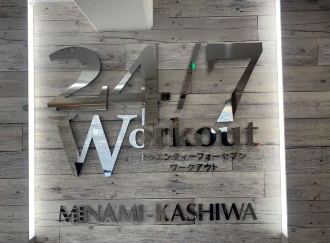 24/7
Workout
トゥエンティーフォーセブン
ワークアウト
MINAMI-KASHIWA